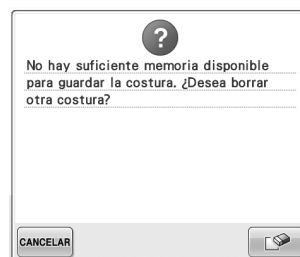 ?
No hay suficiente memoria disponible
para guardar la costura. ¿Desea borrar
otra costura?
CANCELAR